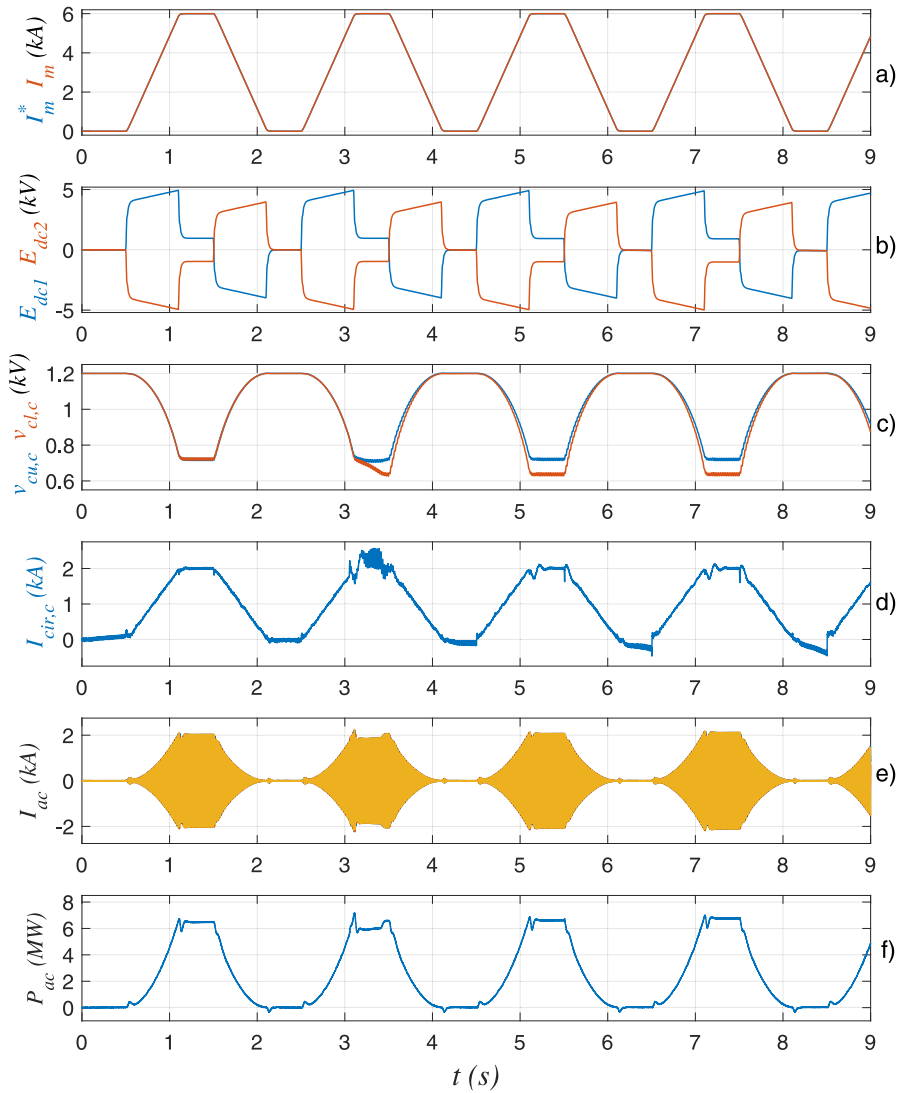 I*m Im (kA)
6
4
2
0
a)
0 1 2 3 4 5 6 7 8 9
Edc1 Edc2 (kV)
5
0
-5
b)
0 1 2 3 4 5 6 7 8 9
vcu,c vcl,c (kV)
1.2
1
0.8
0.6
c)
0 1 2 3 4 5 6 7 8 9
Icir,c (kA)
2
1
0
d)
0 1 2 3 4 5 6 7 8 9
Iac (kA)
2
0
-2
e)
0 1 2 3 4 5 6 7 8 9
Pac (MW)
8
6
4
2
0
f)
0 1 2 3 4 5 6 7 8 9
t (s)